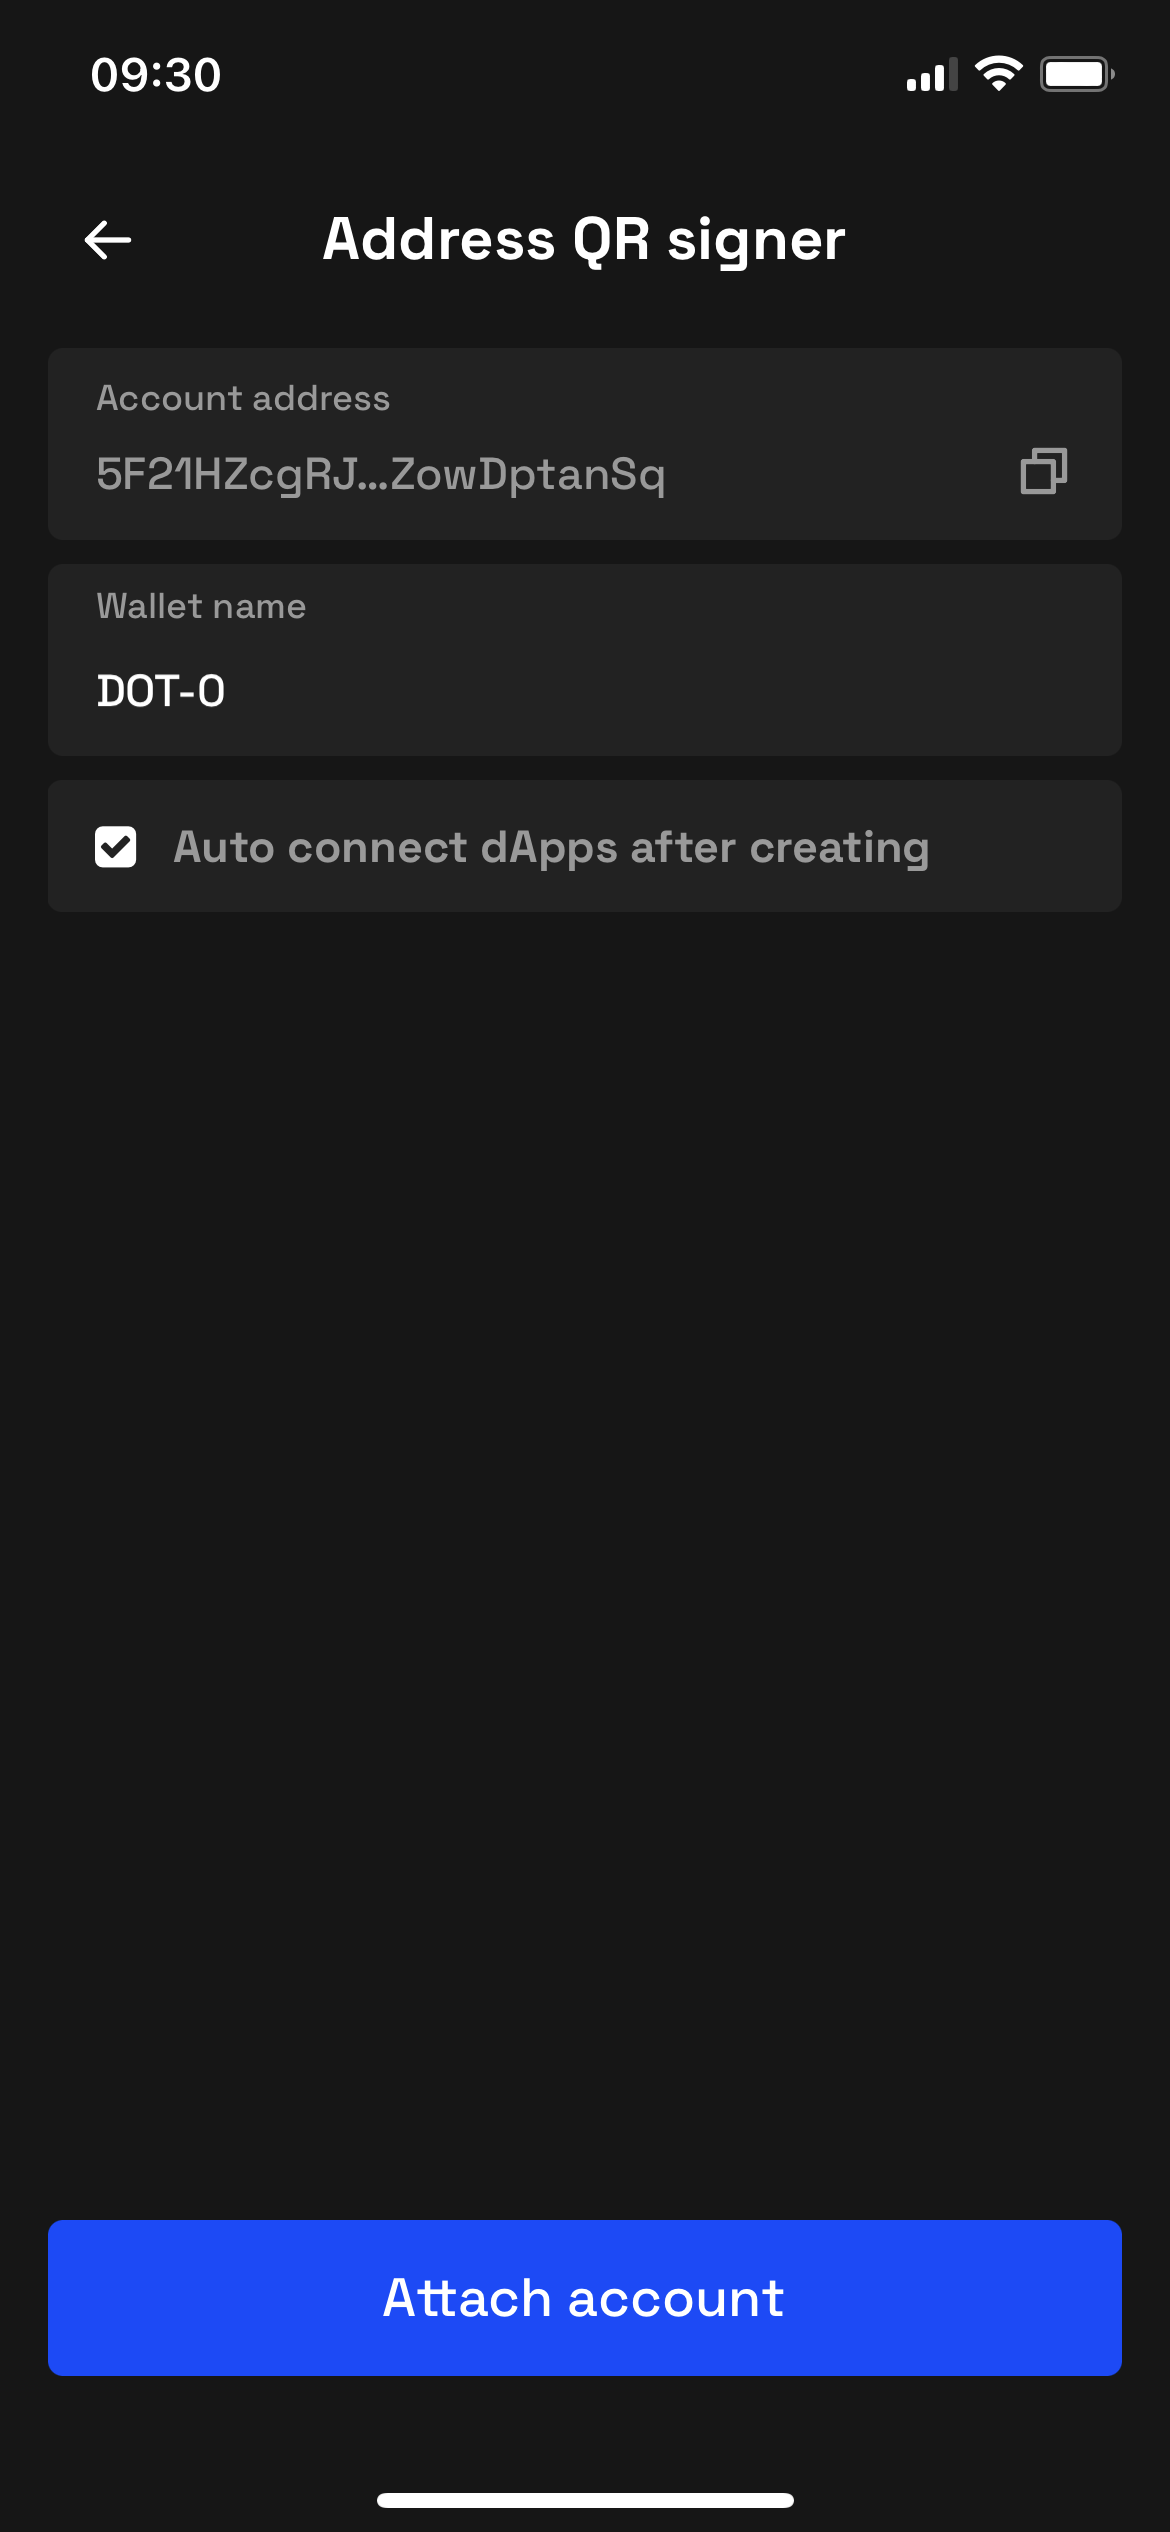 09:30
Address QR signer
Account address
5F21HZcgRJ...ZowDptanSq
Wallet name
DOT-0
Auto connect dApps after creating
Attach account